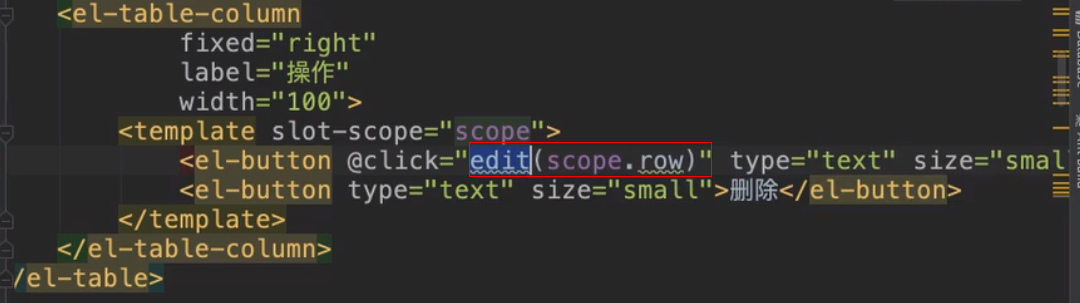 <el-table-column
fixed="right"
label="操作"
width="100">
<template slot-scope="scope">
<el-button @click="edit(scope.row)" type="text" size="smal
<el-button type="text" size="small">删除</el-button>
</template>
</el-table-column>
/el-table>